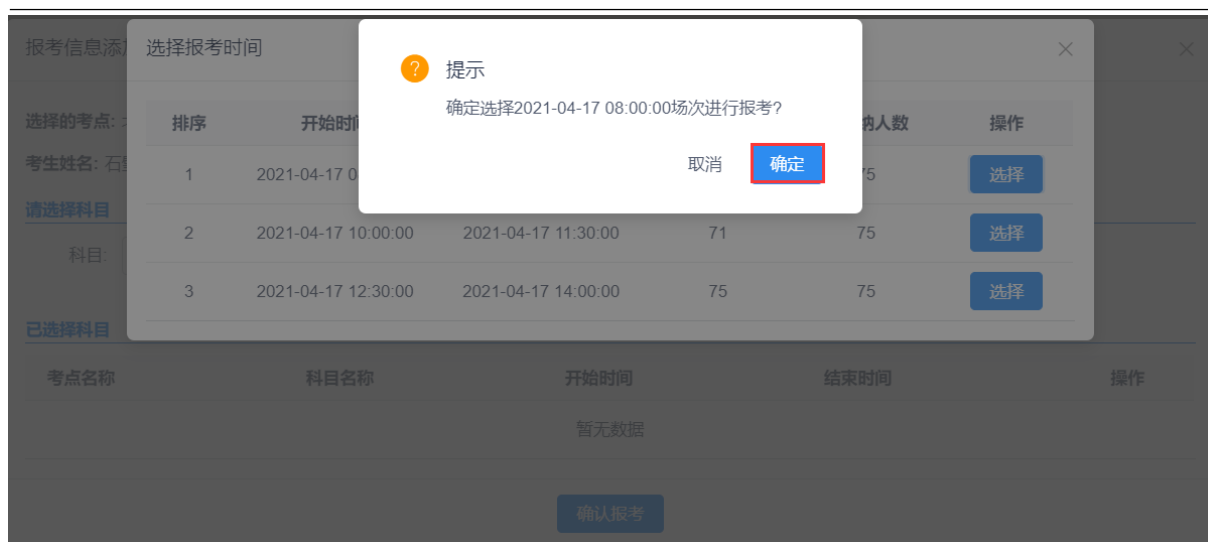 报考信息添
选择报考时间
提示
确定选择2021-04-17 08:00:00场次进行报考?
取消 确定
选择的考点:
考生姓名: 石
请选择科目
科目:
已选择科目
排序 开始时 纳人数 操作
1 2021-04-17 0 选择
2 2021-04-17 10:00:00 2021-04-17 11:30:00 71 75 选择
3 2021-04-17 12:30:00 2021-04-17 14:00:00 75 75 选择
考点名称 科目名称 开始时间 结束时间 操作
暂无数据
确认报考